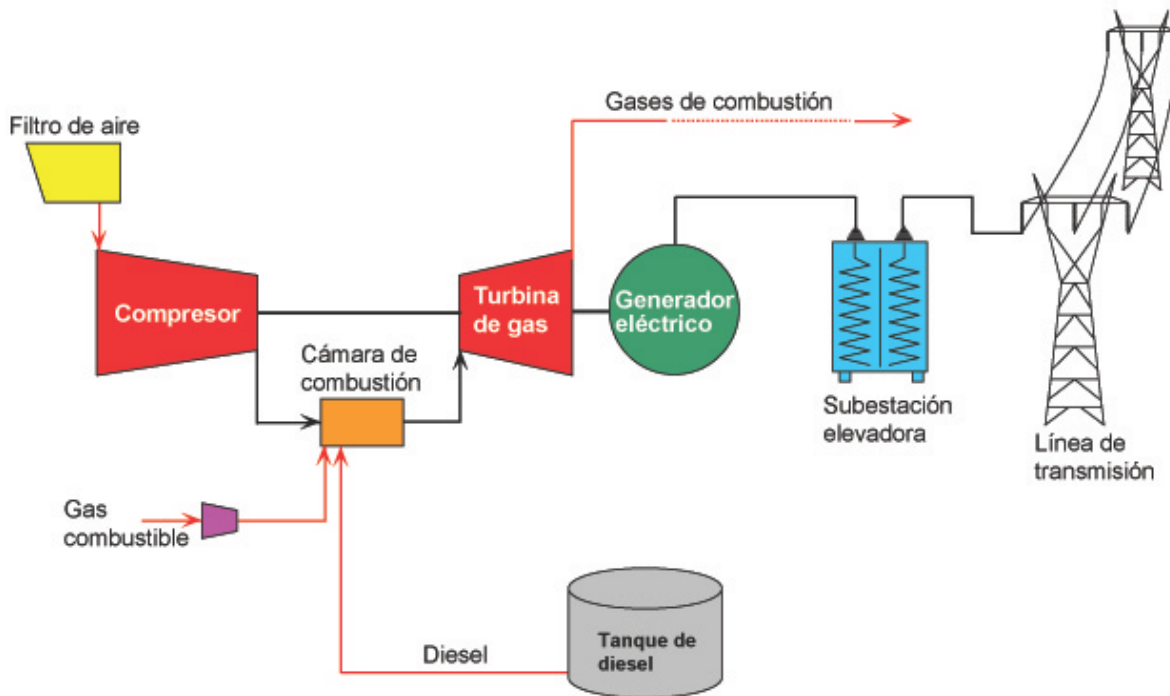 Gases de combustión
Filtro de aire
Compresor
Turbina
de gas
Generador
eléctrico
Cámara de
combustión
Subestación
elevadora
Línea de
transmisión
Gas
combustible
Diesel
Tanque de
diesel